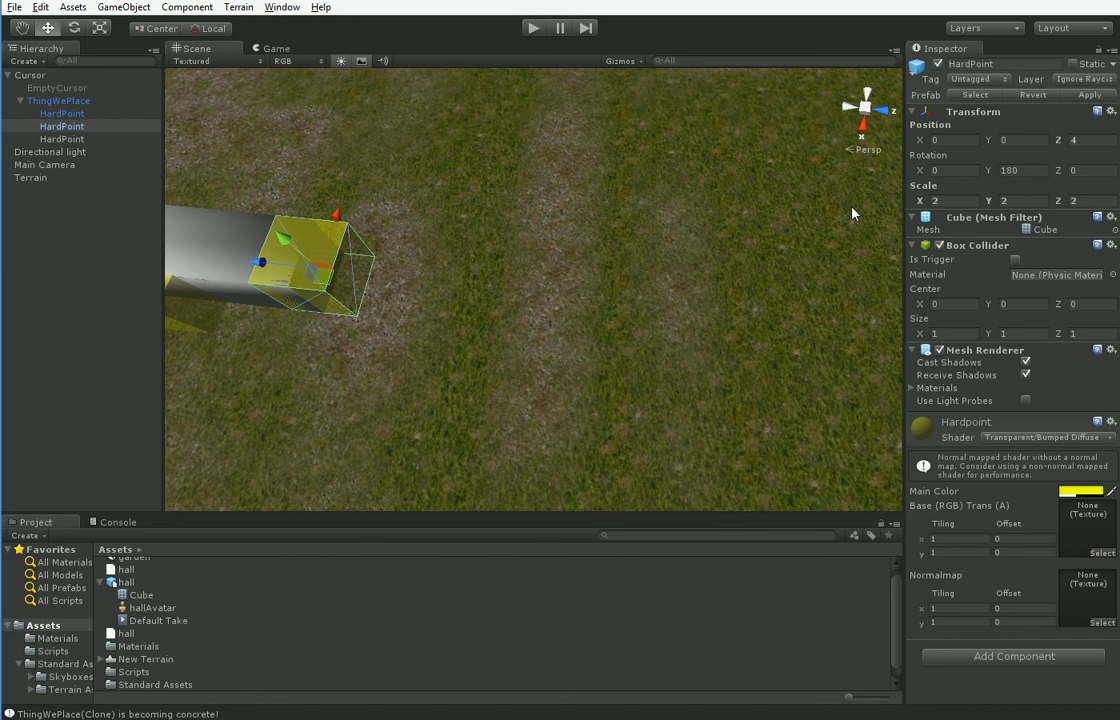 File Edit Assets GameObject Component Terrain Window Help
Center Local Layers Layout
Hierarchy
Create All
Cursor
EmptyCursor
ThingWePlace
HardPoint
HardPoint
HardPoint
Directional light
Main Camera
Terrain
Scene Game
Textured RGB Gizmos All
x z
Persp
Inspector
HardPoint Static
Tag Untagged Layer Ignore Rayc
Prefab Select Revert Apply
Transform
Position
X 0 Y 0 Z 4
Rotation
X 0 Y 180 Z 0
Scale
X 2 Y 2 Z 2
Cube (Mesh Filter)
Mesh Cube
Box Collider
Is Trigger
Material None (Physic Materi
Center
X 0 Y 0 Z 0
Size
X 1 Y 1 Z 1
Mesh Renderer
Cast Shadows
Receive Shadows
Materials
Use Light Probes
Hardpoint
Shader Transparent/Bumped Diffuse
Normal mapped shader without a normal
map. Consider using a non-normal mapped
shader for performance.
Main Color
Base (RGB) Trans (A)
None
(Texture)
Tiling Offset
x 1 0
y 1 0
Select
Normalmap
None
(Texture)
Tiling Offset
x 1 0
y 1 0
Select
Add Component
Project Console
Create
Favorites
All Materials
All Models
All Prefabs
All Scripts
Assets
Materials
Scripts
Standard As
Skyboxes
Terrain A
Assets
garden
hall
hall
Cube
hallAvatar
Default Take
hall
Materials
New Terrain
Scripts
Standard Assets
ThingWePlace(Clone) is becoming concrete!